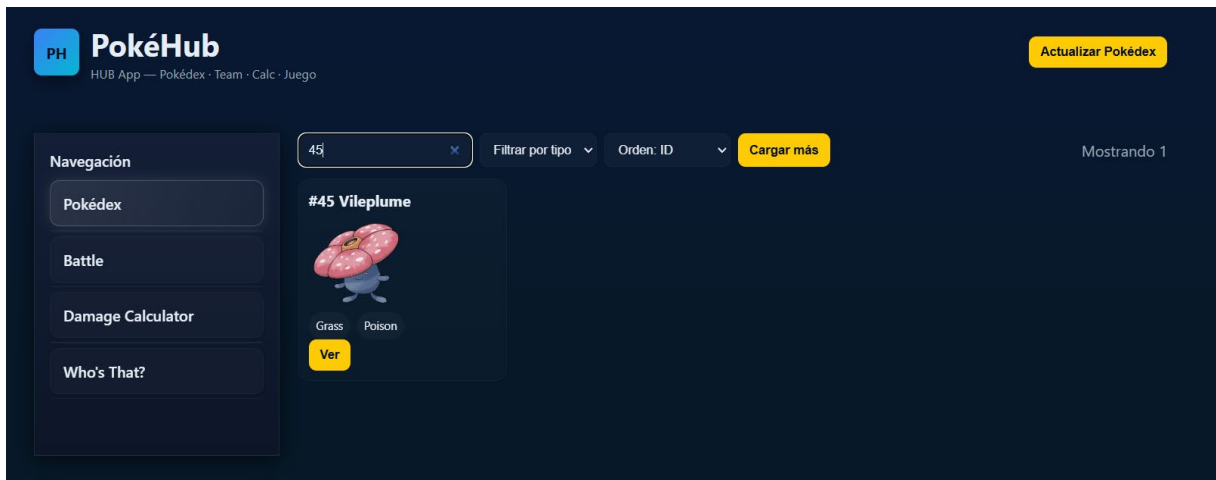 PH
PokéHub
HUB App — Pokédex · Team · Calc · Juego
Actualizar Pokédex
Navegación
Pokédex
Battle
Damage Calculator
Who's That?
45
Filtrar por tipo
Orden: ID
Cargar más
Mostrando 1
#45 Vileplume
Grass Poison
Ver